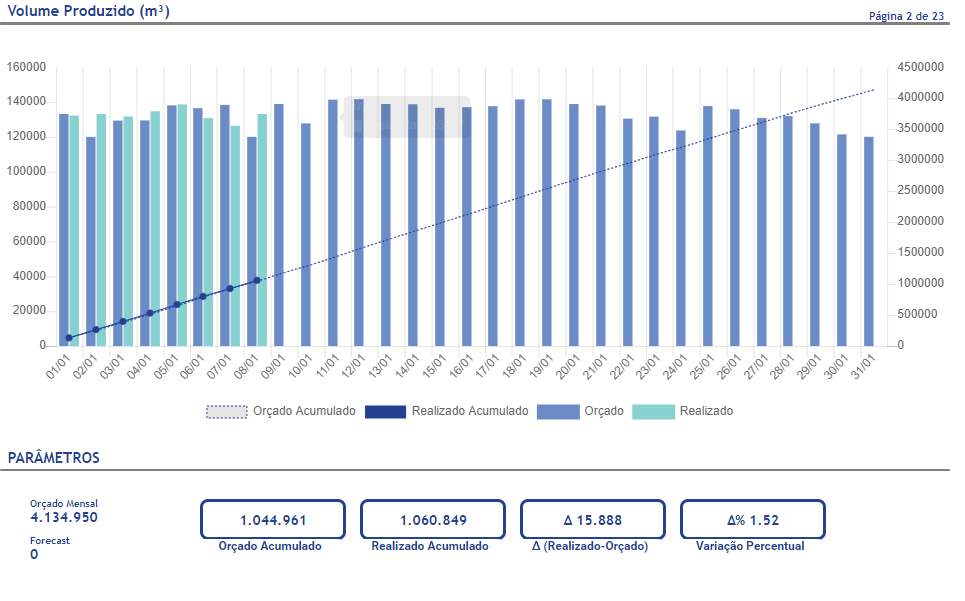 Volume Produzido (m³)
Página 2 de 23
160000
140000
120000
100000
80000
60000
40000
20000
0
4500000
4000000
3500000
3000000
2500000
2000000
1500000
1000000
500000
0
01/01 02/01 03/01 04/01 05/01 06/01 07/01 08/01 09/01 10/01 11/01 12/01 13/01 14/01 15/01 16/01 17/01 18/01 19/01 20/01 21/01 22/01 23/01 24/01 25/01 26/01 27/01 28/01 29/01 30/01 31/01
Orçado Acumulado Realizado Acumulado Orçado Realizado
PARÂMETROS
Orçado Mensal
4.134.950
Forecast
0
1.044.961
Orçado Acumulado
1.060.849
Realizado Acumulado
Δ 15.888
Δ (Realizado-Orçado)
Δ% 1.52
Variação Percentual